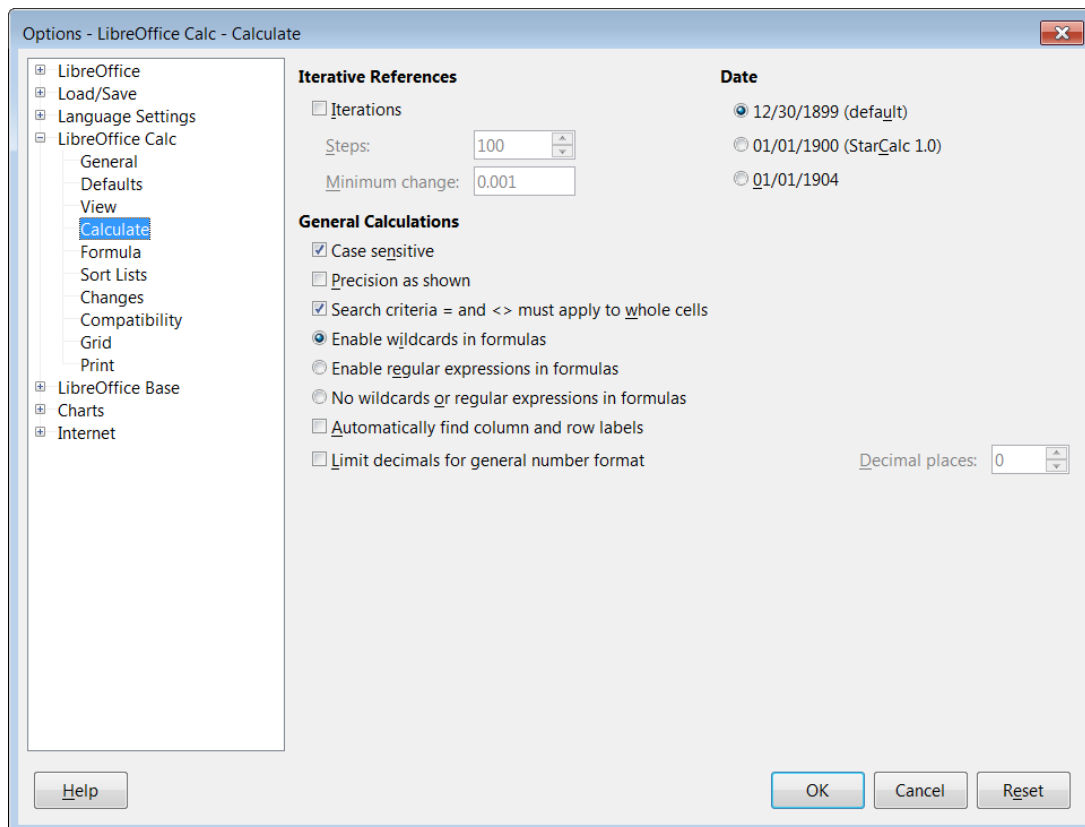 Options - LibreOffice Calc - Calculate
LibreOffice
Load/Save
Language Settings
LibreOffice Calc
General
Defaults
View
Calculate
Formula
Sort Lists
Changes
Compatibility
Grid
Print
LibreOffice Base
Charts
Internet
Iterative References
Iterations
Steps: 100
Minimum change: 0.001
Date
12/30/1899 (default)
01/01/1900 (StarCalc 1.0)
01/01/1904
General Calculations
Case sensitive
Precision as shown
Search criteria = and <> must apply to whole cells
Enable wildcards in formulas
Enable regular expressions in formulas
No wildcards or regular expressions in formulas
Automatically find column and row labels
Limit decimals for general number format Decimal places: 0
Help OK Cancel Reset